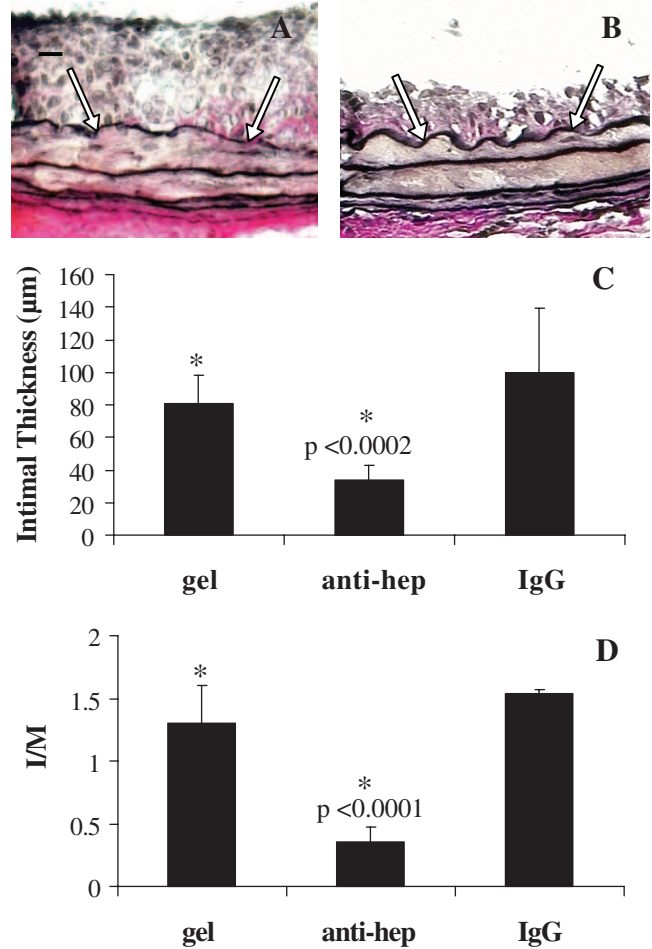 A
B
C
160
140
120
100
80
60
40
20
0
Intimal Thickness (µm)
*
*
p <0.0002
gel anti-hep IgG
D
2
1.5
1
0.5
0
I/M
*
*
p <0.0001
gel anti-hep IgG